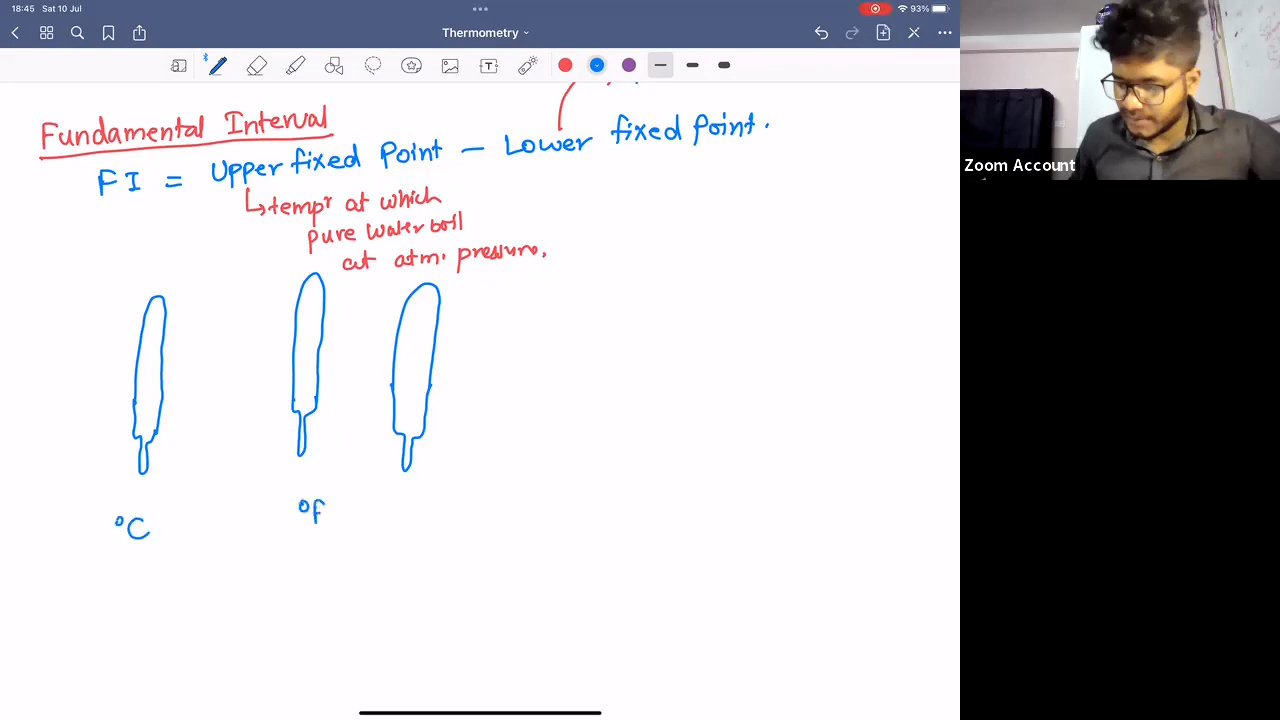 18:45 Sat 10 Jul
93%
Thermometry
Fundamental Interval
FI = Upper fixed Point - Lower fixed point.
↳ tempr at which
pure water boil
at atm. pressure.
°C
°F
Zoom Account